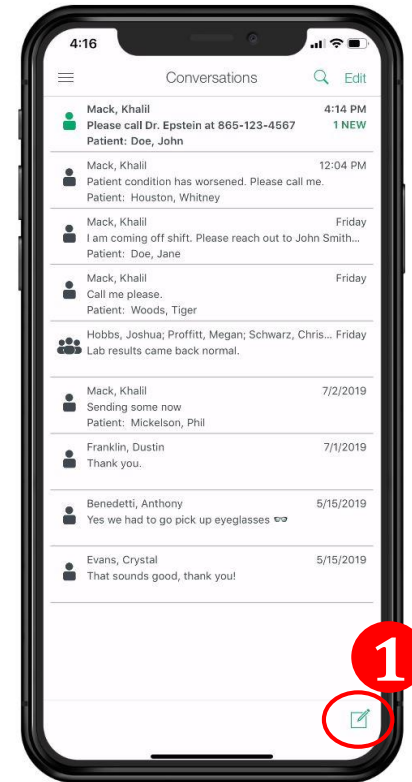 4:16
Conversations Edit
Mack, Khalil 4:14 PM
Please call Dr. Epstein at 865-123-4567 1 NEW
Patient: Doe, John
Mack, Khalil 12:04 PM
Patient condition has worsened. Please call me.
Patient: Houston, Whitney
Mack, Khalil Friday
I am coming off shift. Please reach out to John Smith...
Patient: Doe, Jane
Mack, Khalil Friday
Call me please.
Patient: Woods, Tiger
Hobbs, Joshua; Proffitt, Megan; Schwarz, Chris... Friday
Lab results came back normal.
Mack, Khalil 7/2/2019
Sending some now
Patient: Mickelson, Phil
Franklin, Dustin 7/1/2019
Thank you.
Benedetti, Anthony 5/15/2019
Yes we had to go pick up eyeglasses 👓
Evans, Crystal 5/15/2019
That sounds good, thank you!
1